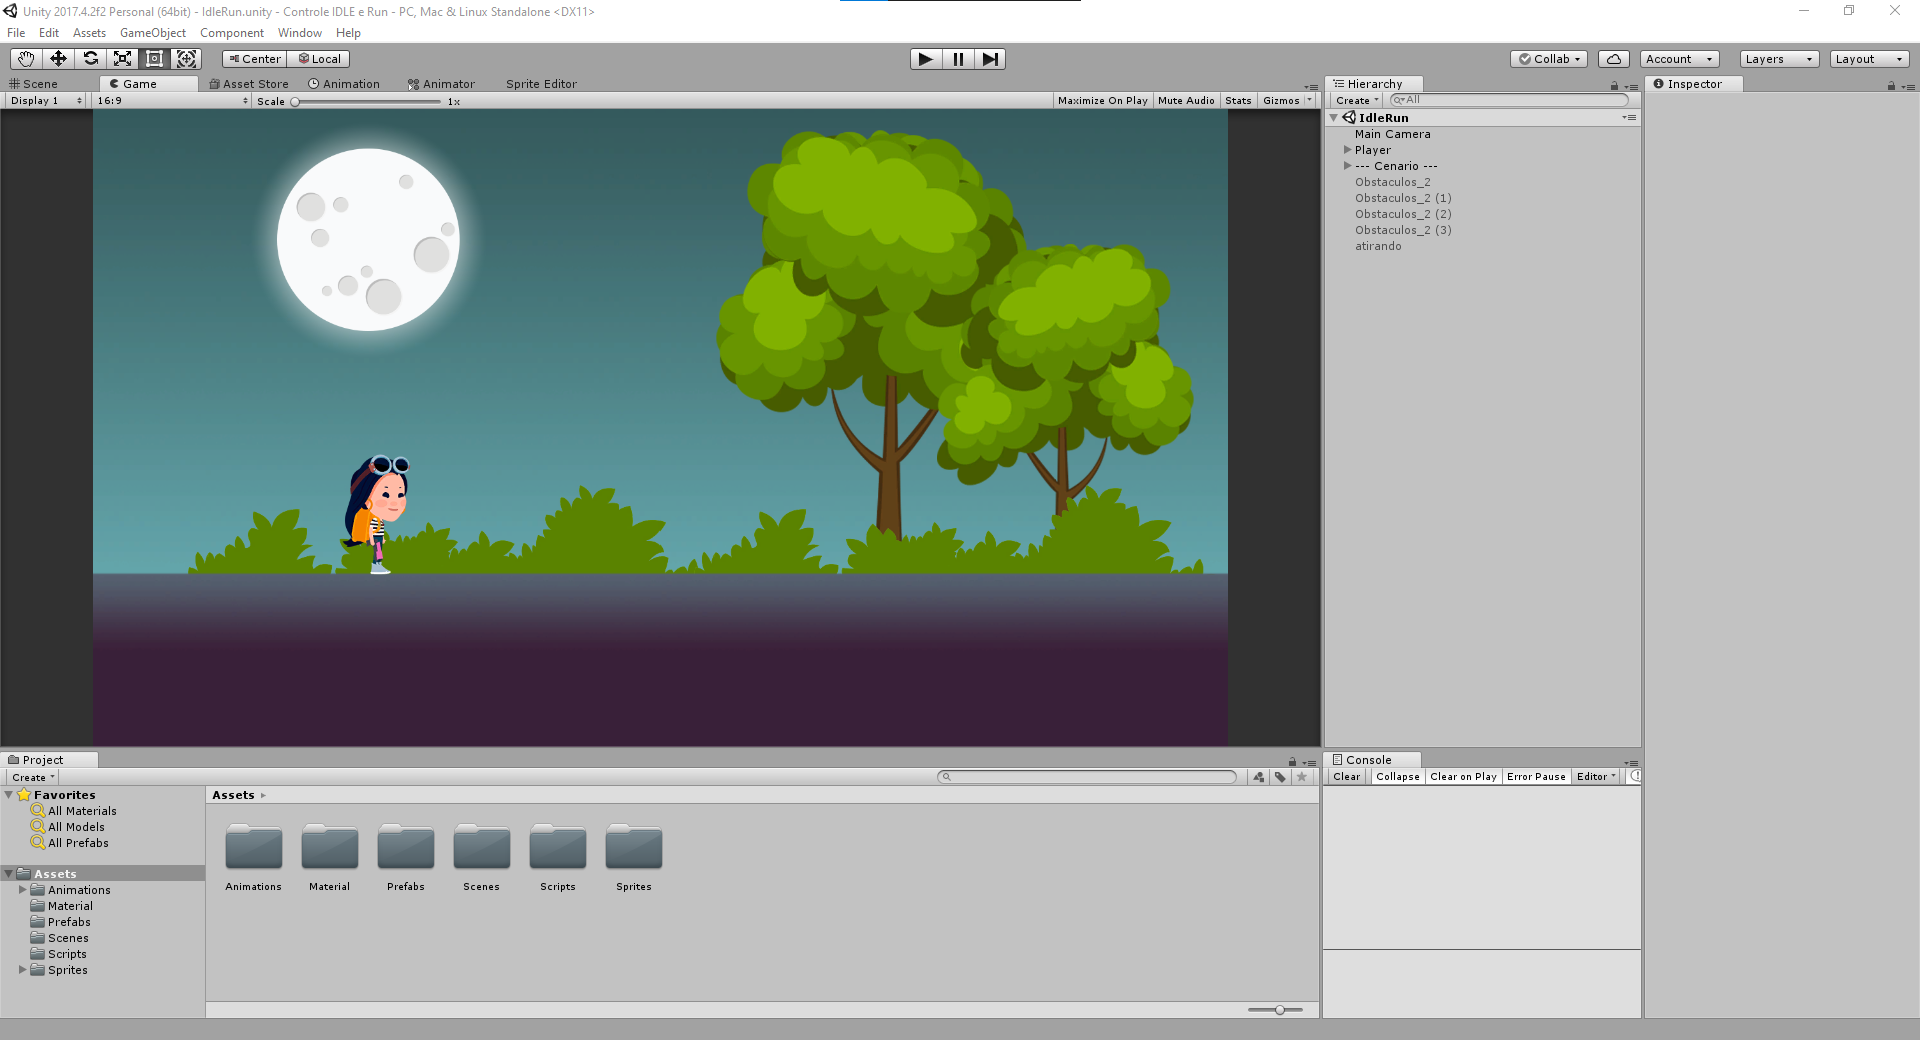 Unity 2017.4.2f2 Personal (64bit) - IdleRun.unity - Controle IDLE e Run - PC, Mac & Linux Standalone <DX11>
File Edit Assets GameObject Component Window Help
Center Local Collab Account Layers Layout
Scene Game Asset Store Animation Animator Sprite Editor
Display 1 16:9 Scale 1x Maximize On Play Mute Audio Stats Gizmos
Hierarchy
Create All
IdleRun
Main Camera
Player
--- Cenario ---
Obstaculos_2
Obstaculos_2 (1)
Obstaculos_2 (2)
Obstaculos_2 (3)
atirando
Inspector
Project
Create
Favorites
All Materials
All Models
All Prefabs
Assets
Animations
Material
Prefabs
Scenes
Scripts
Sprites
Assets
Animations Material Prefabs Scenes Scripts Sprites
Console
Clear Collapse Clear on Play Error Pause Editor